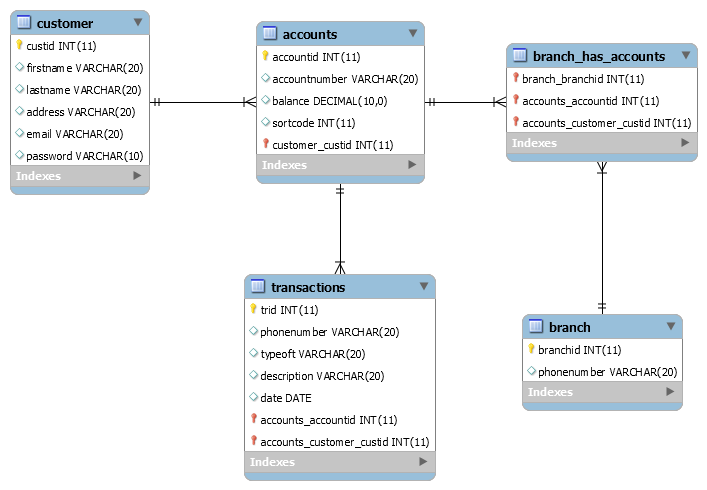 customer
custid INT(11)
firstname VARCHAR(20)
lastname VARCHAR(20)
address VARCHAR(20)
email VARCHAR(20)
password VARCHAR(10)
Indexes
accounts
accountid INT(11)
accountnumber VARCHAR(20)
balance DECIMAL(10,0)
sortcode INT(11)
customer_custid INT(11)
Indexes
branch_has_accounts
branch_branchid INT(11)
accounts_accountid INT(11)
accounts_customer_custid INT(11)
Indexes
transactions
trid INT(11)
phonenumber VARCHAR(20)
typeoft VARCHAR(20)
description VARCHAR(20)
date DATE
accounts_accountid INT(11)
accounts_customer_custid INT(11)
Indexes
branch
branchid INT(11)
phonenumber VARCHAR(20)
Indexes